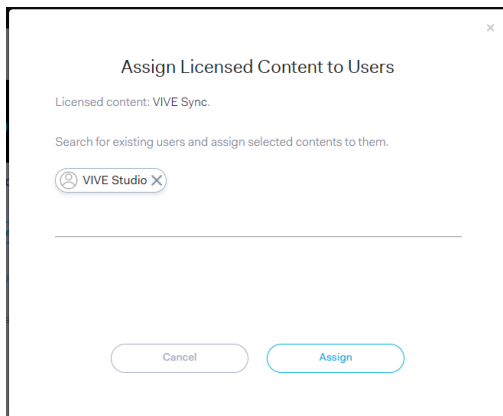 Assign Licensed Content to Users
Licensed content: VIVE Sync.
Search for existing users and assign selected contents to them.
VIVE Studio
Cancel
Assign